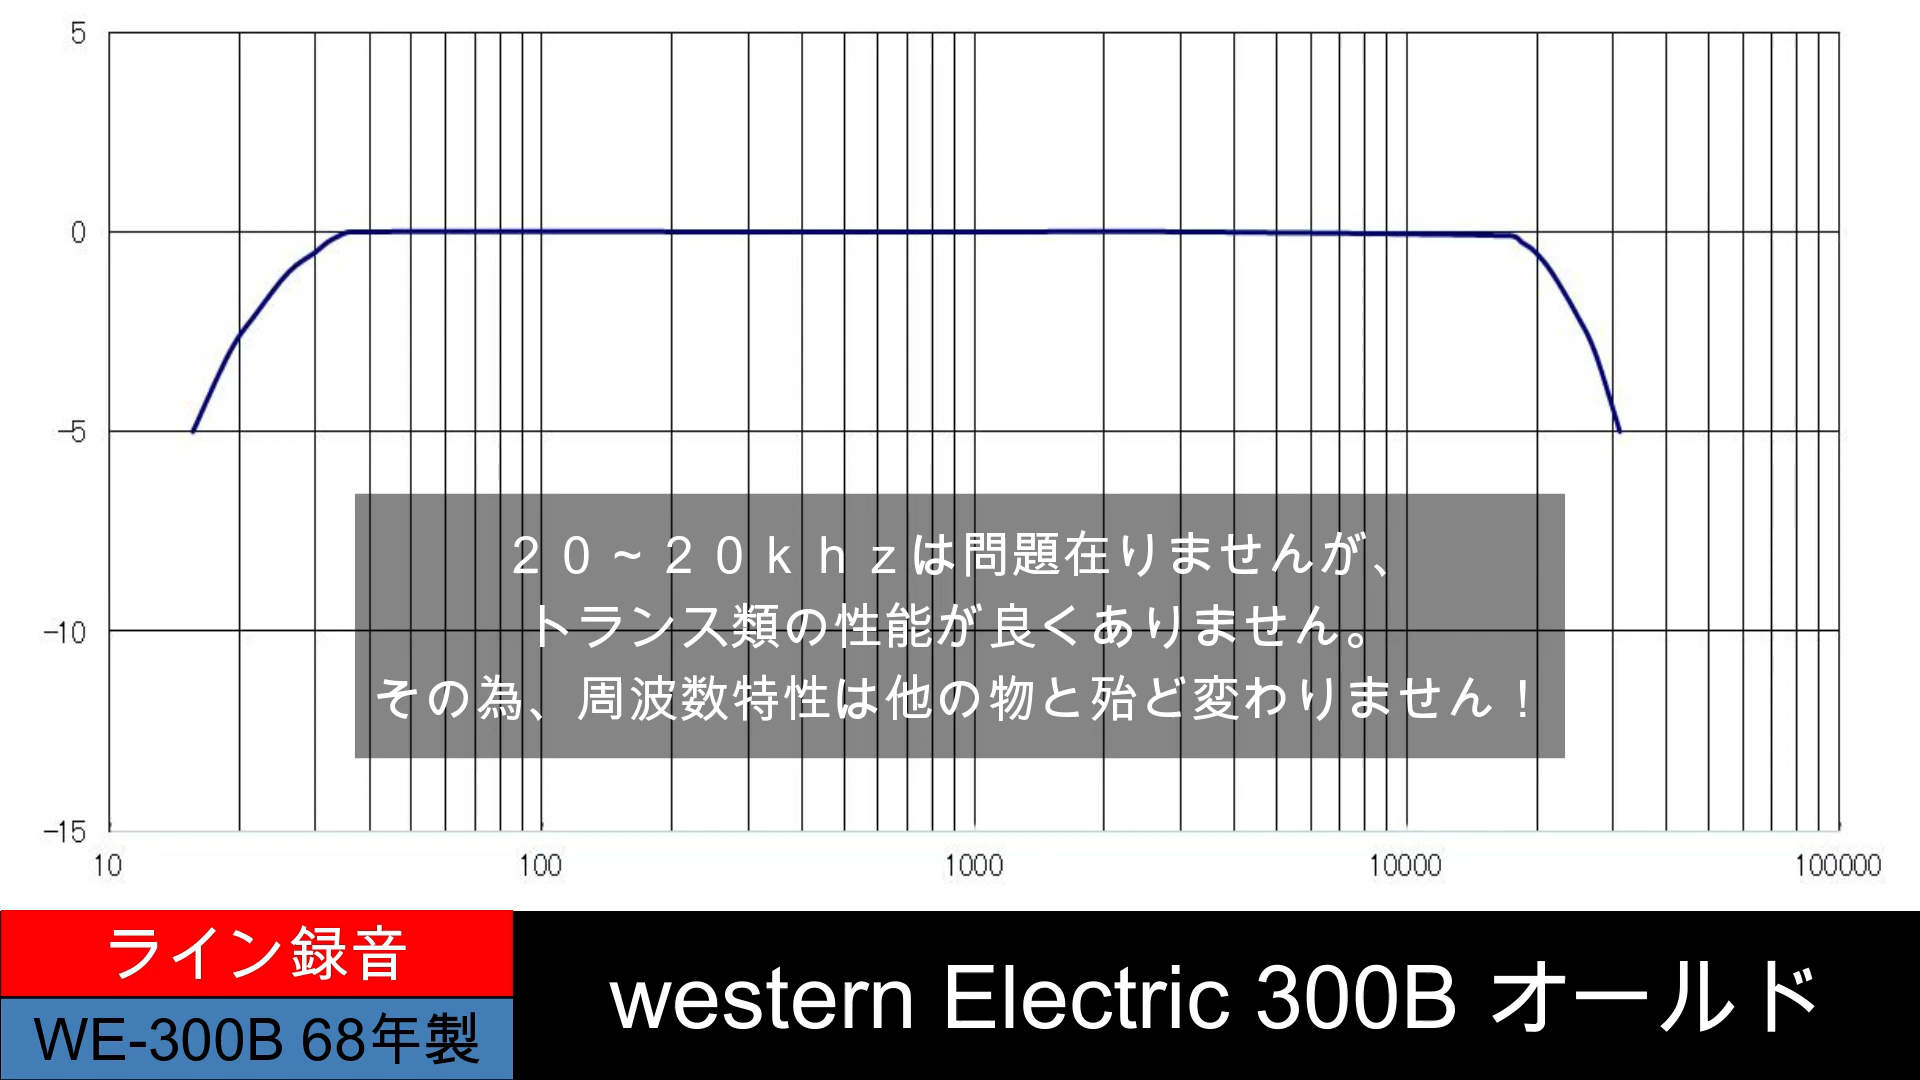 5
0
-5
-10
-15
10 100 1000 10000 100000
２０～２０ｋｈｚは問題在りませんが、
トランス類の性能が良くありません。
その為、周波数特性は他の物と殆ど変わりません！
ライン録音
WE-300B 68年製
western Electric 300B オールド